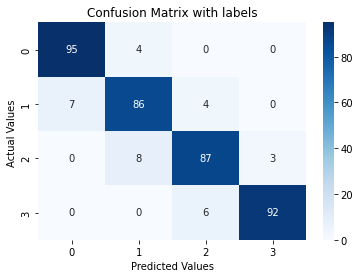 Confusion Matrix with labels
0 95 4 0 0
1 7 86 4 0
2 0 8 87 3
3 0 0 6 92
0 1 2 3
Actual Values
Predicted Values
80
60
40
20
0